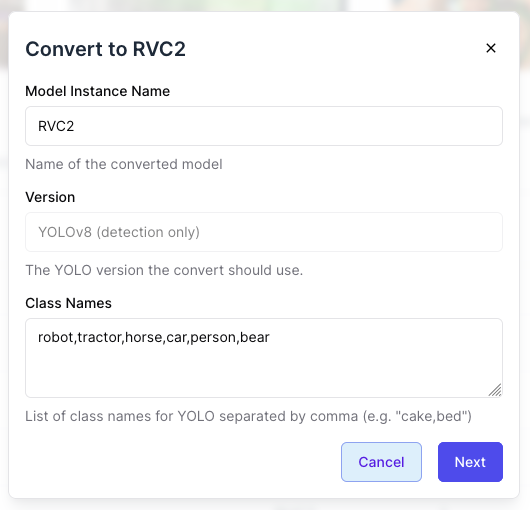 Convert to RVC2
Model Instance Name
RVC2
Name of the converted model
Version
YOLOv8 (detection only)
The YOLO version the convert should use.
Class Names
robot,tractor,horse,car,person,bear
List of class names for YOLO separated by comma (e.g. "cake,bed")
Cancel
Next